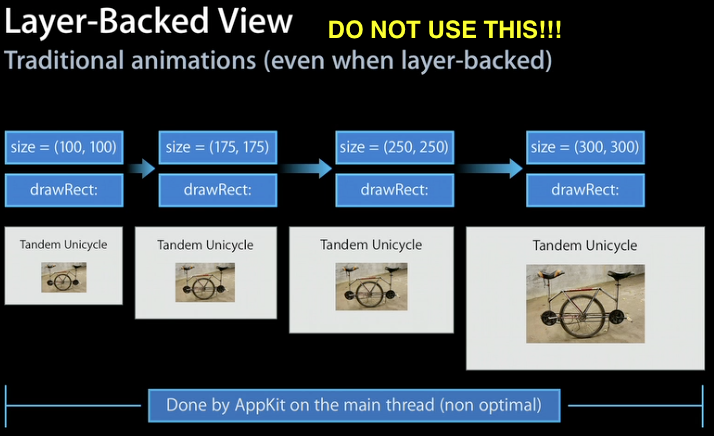 Layer-Backed View
DO NOT USE THIS!!!
Traditional animations (even when layer-backed)
size = (100, 100)
size = (175, 175)
size = (250, 250)
size = (300, 300)
drawRect:
drawRect:
drawRect:
drawRect:
Tandem Unicycle
Tandem Unicycle
Tandem Unicycle
Tandem Unicycle
Done by AppKit on the main thread (non optimal)